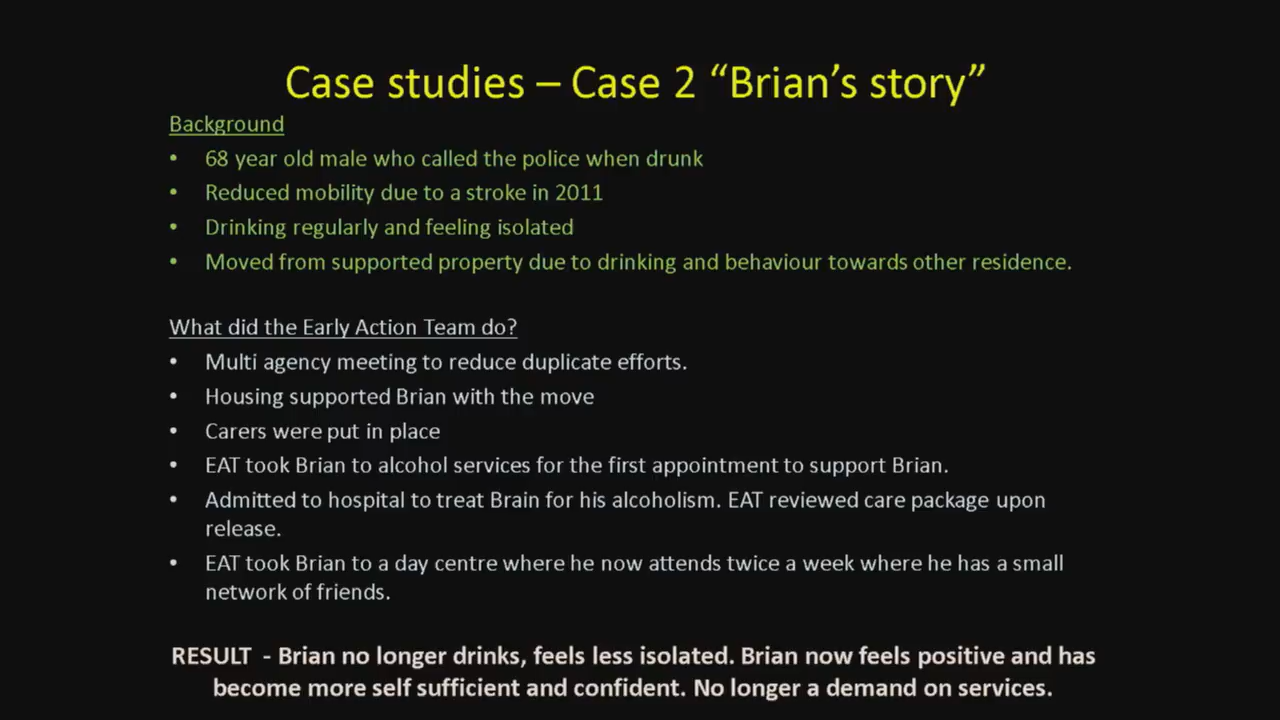 Case studies – Case 2 “Brian’s story”
Background
• 68 year old male who called the police when drunk
• Reduced mobility due to a stroke in 2011
• Drinking regularly and feeling isolated
• Moved from supported property due to drinking and behaviour towards other residence.
What did the Early Action Team do?
• Multi agency meeting to reduce duplicate efforts.
• Housing supported Brian with the move
• Carers were put in place
• EAT took Brian to alcohol services for the first appointment to support Brian.
• Admitted to hospital to treat Brain for his alcoholism. EAT reviewed care package upon
release.
• EAT took Brian to a day centre where he now attends twice a week where he has a small
network of friends.
RESULT - Brian no longer drinks, feels less isolated. Brian now feels positive and has
become more self sufficient and confident. No longer a demand on services.